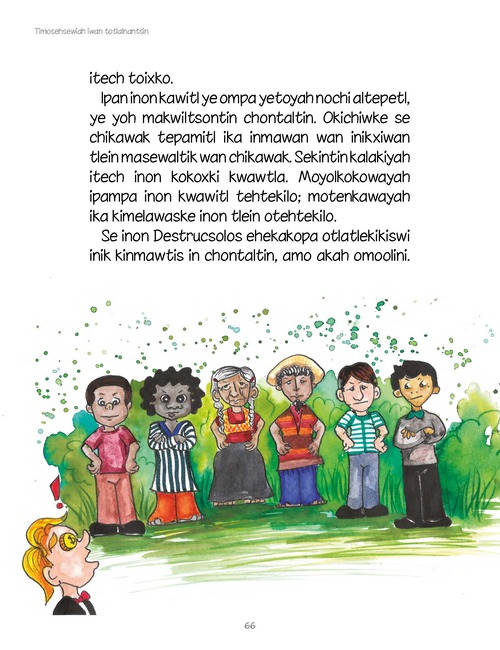 Timosehsewiah iwan totlalnantsin
itech toixko.
Ipan inon kawitl ye ompa yetoyah nochi altepetl,
ye yoh makwiltsontin chontaltin. Okichiwke se
chikawak tepamitl ika inmawan wan inikxiwan
tlein masewaltik wan chikawak. Sekintin kalakiyah
itech inon kokoxki kwawtla. Moyolkokowayah
ipampa inon kwawitl tehtekilo; motenkawayah
ika kimelawaske inon tlein otehtekilo.
Se inon Destrucsolos ehekakopa otlatlekikiswi
inik kinmawtis in chontaltin, amo akah omoolini.
66